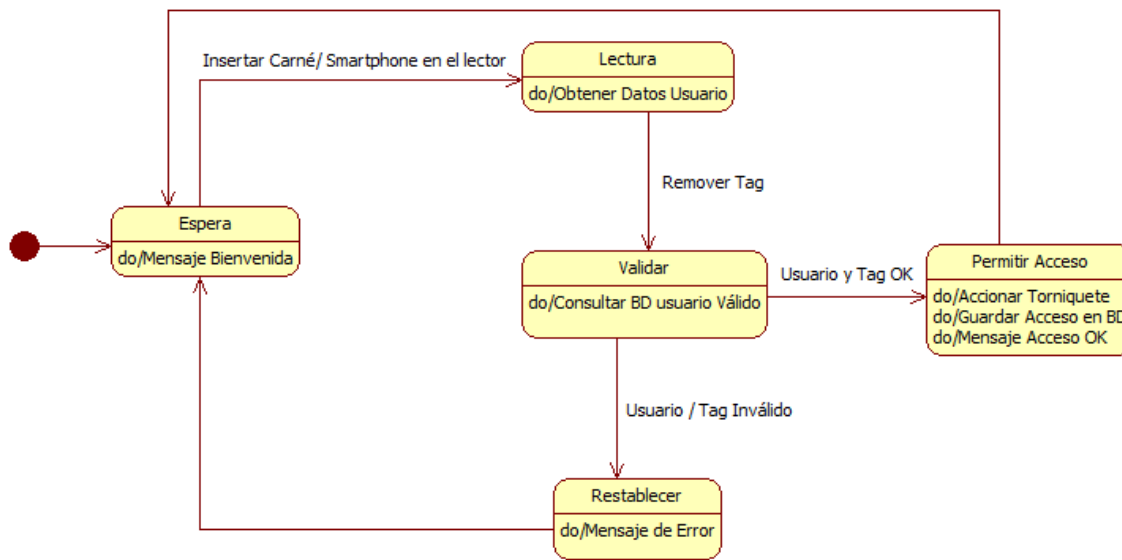 Insertar Carné/ Smartphone en el lector
Lectura
do/Obtener Datos Usuario
Remover Tag
Espera
do/Mensaje Bienvenida
Validar
do/Consultar BD usuario Válido
Usuario y Tag OK
Permitir Acceso
do/Accionar Torniquete
do/Guardar Acceso en BD
do/Mensaje Acceso OK
Usuario / Tag Inválido
Restablecer
do/Mensaje de Error